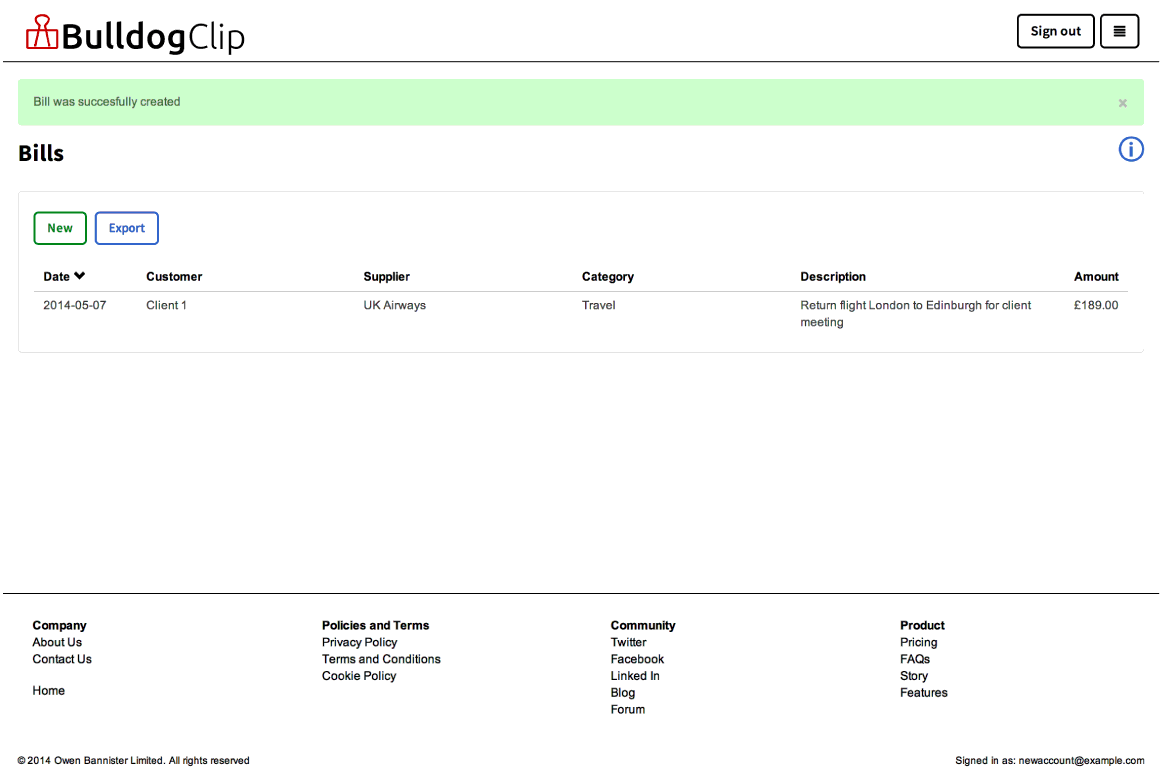 BulldogClip
Sign out
Bill was succesfully created
×
Bills
New Export
Date Customer Supplier Category Description Amount
2014-05-07 Client 1 UK Airways Travel Return flight London to Edinburgh for client £189.00
meeting
Company Policies and Terms Community Product
About Us Privacy Policy Twitter Pricing
Contact Us Terms and Conditions Facebook FAQs
Cookie Policy Linked In Story
Home Blog Features
Forum
© 2014 Owen Bannister Limited. All rights reserved Signed in as: newaccount@example.com